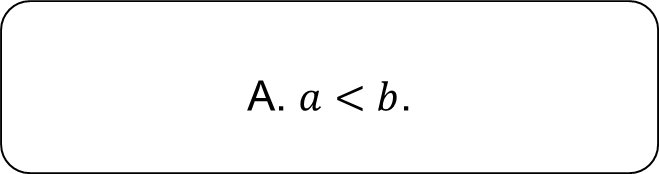 A. 𝑎 < 𝑏.